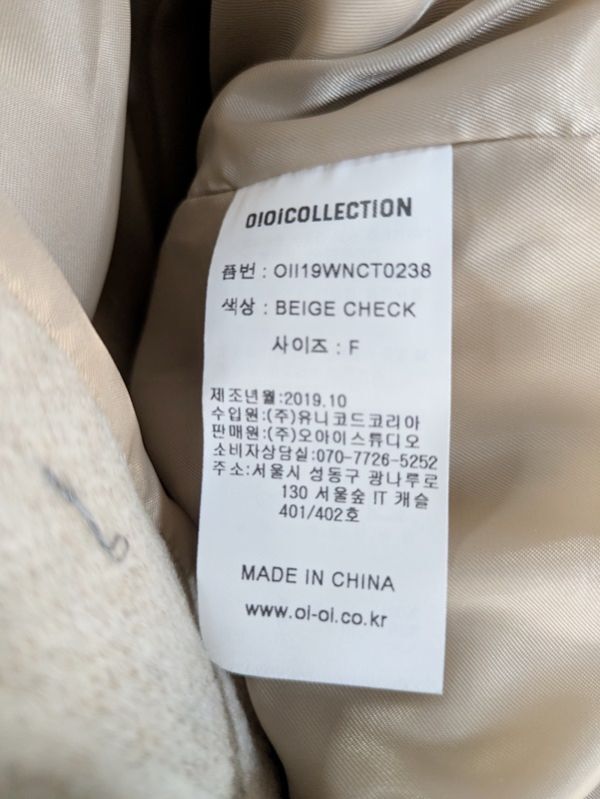 O!OiCOLLECTION
품번 : OII19WNCT0238
색상 : BEIGE CHECK
사이즈 : F
제조년월:2019.10
수입원:(주)유니코드코리아
판매원:(주)오아이스튜디오
소비자상담실:070-7726-5252
주소:서울시 성동구 광나루로
130 서울숲 IT 캐슬
401/402호
MADE IN CHINA
www.oi-oi.co.kr